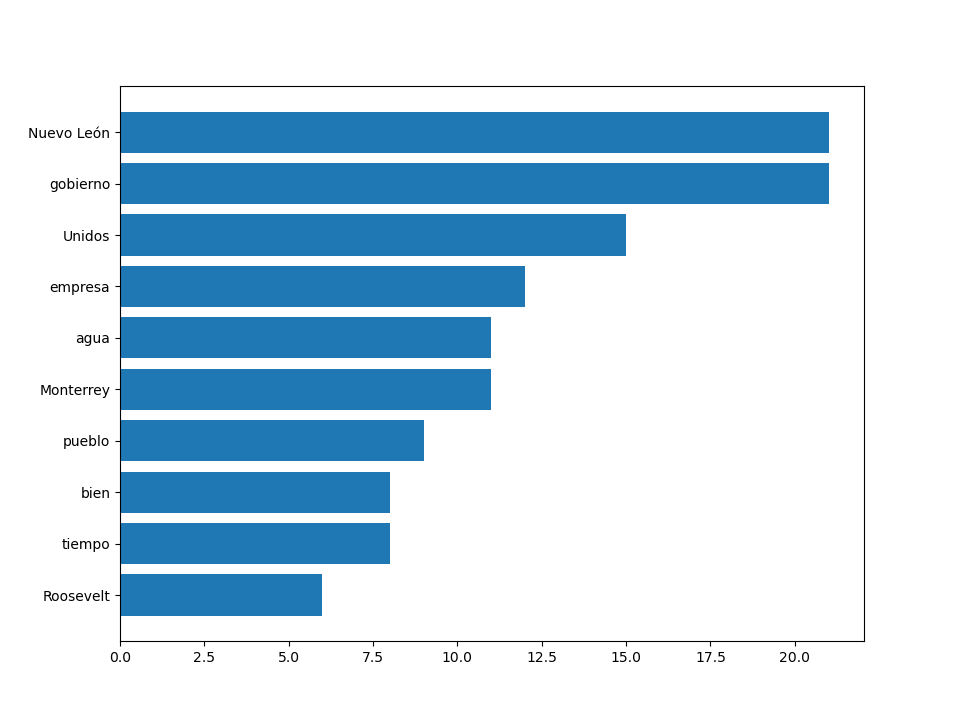 Nuevo León
gobierno
Unidos
empresa
agua
Monterrey
pueblo
bien
tiempo
Roosevelt
0.0 2.5 5.0 7.5 10.0 12.5 15.0 17.5 20.0